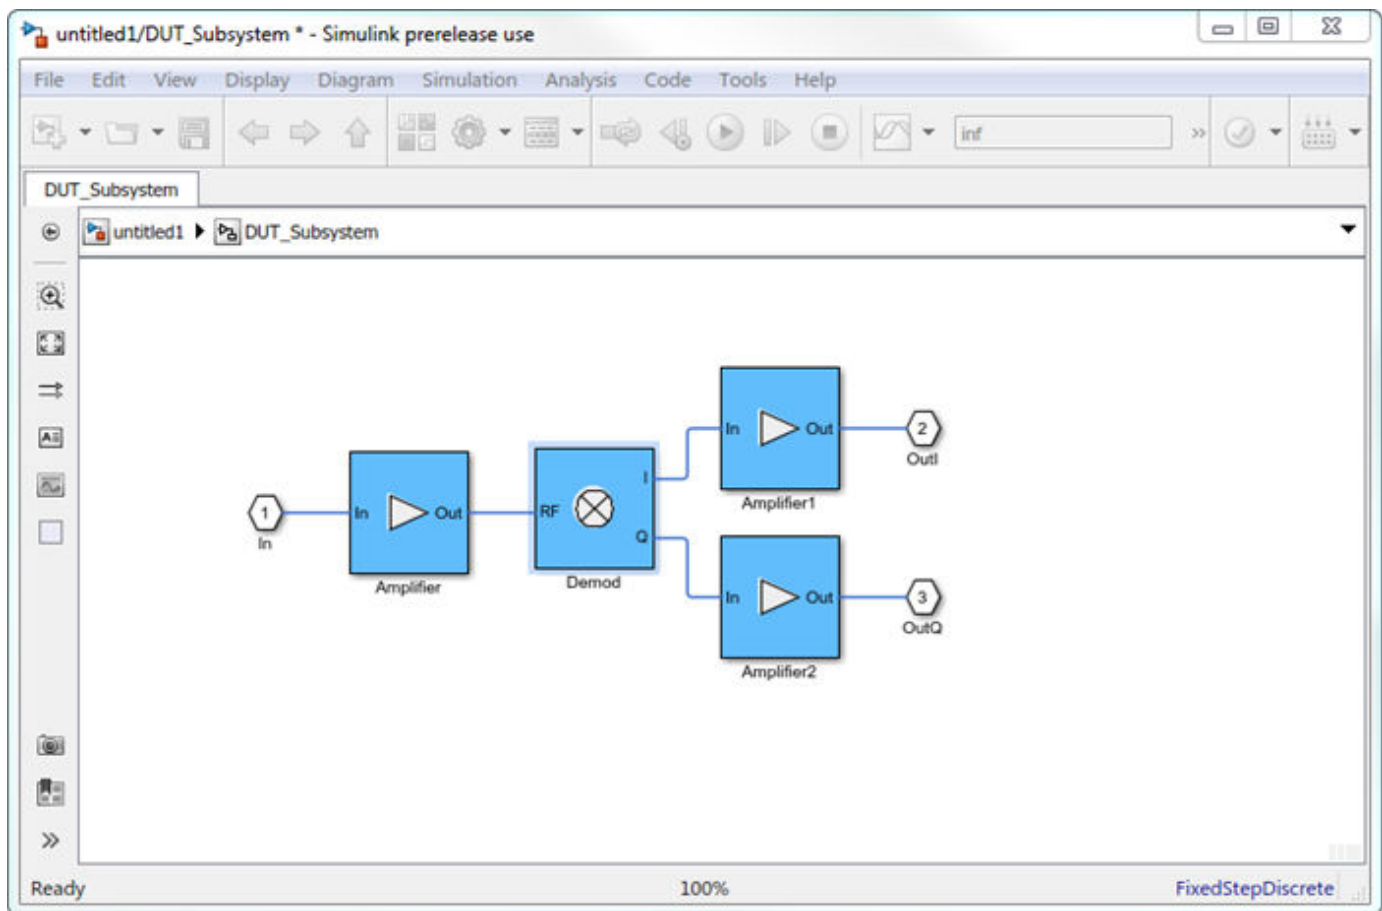 untitled1/DUT_Subsystem * - Simulink prerelease use
File Edit View Display Diagram Simulation Analysis Code Tools Help
inf
DUT_Subsystem
untitled1 DUT_Subsystem
In Out
Amplifier1
2
OutI
1
In
In Out
Amplifier
RF I Q
Demod
In Out
Amplifier2
3
OutQ
Ready 100% FixedStepDiscrete